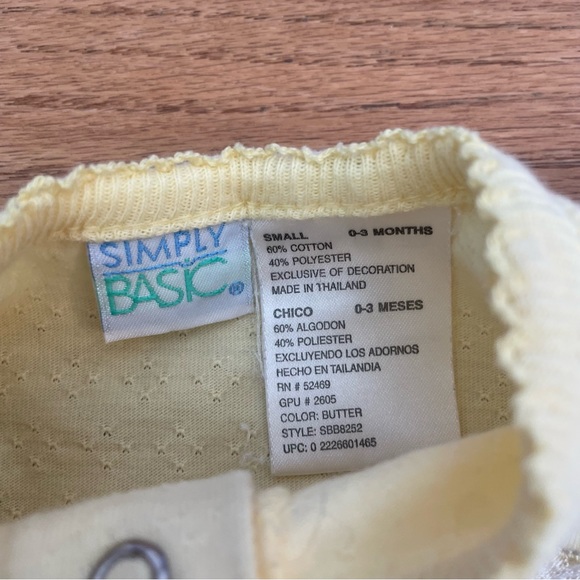 SIMPLY
BASIC®
SMALL 0-3 MONTHS
60% COTTON
40% POLYESTER
EXCLUSIVE OF DECORATION
MADE IN THAILAND
CHICO 0-3 MESES
60% ALGODON
40% POLIESTER
EXCLUYENDO LOS ADORNOS
HECHO EN TAILANDIA
RN # 52469
GPU # 2605
COLOR: BUTTER
STYLE: SBB8252
UPC: 0 2226601465